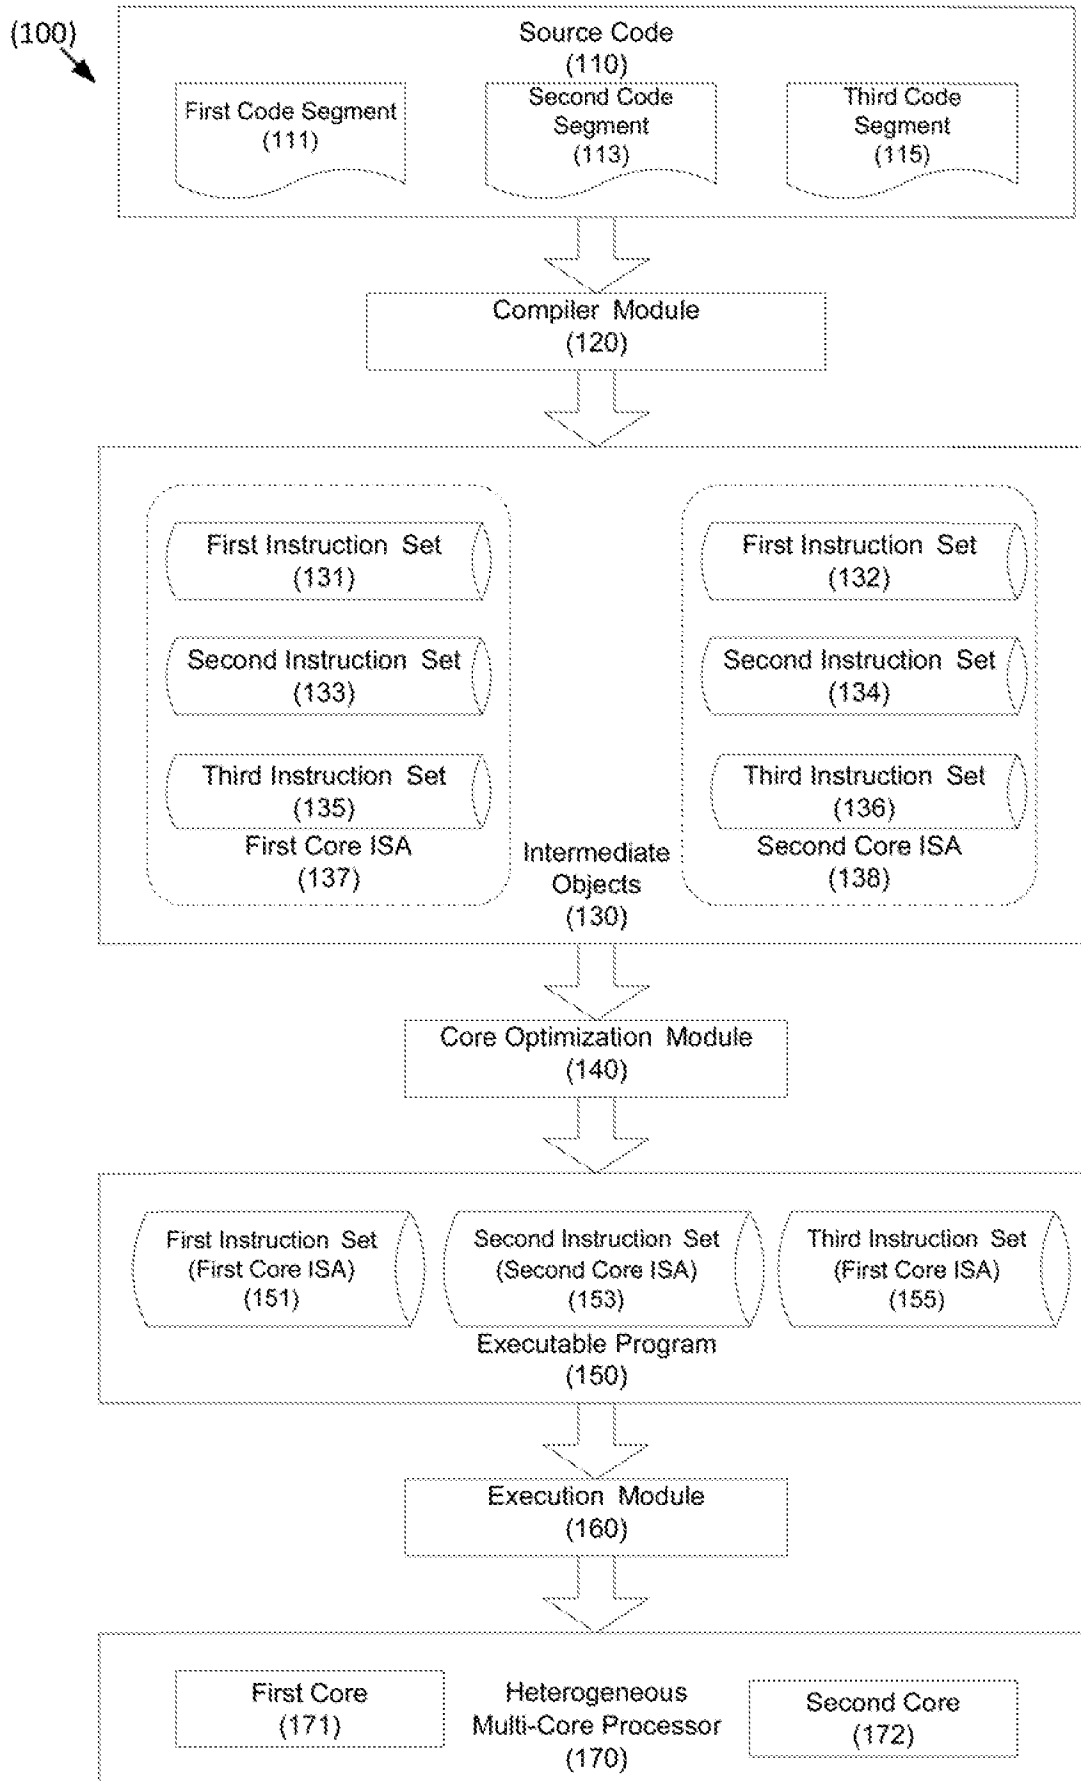 (100)
Source Code
(110)
First Code Segment
(111)
Second Code
Segment
(113)
Third Code
Segment
(115)
Compiler Module
(120)
First Instruction Set
(131)
Second Instruction Set
(133)
Third Instruction Set
(135)
First Core ISA
(137)
Intermediate
Objects
(130)
First Instruction Set
(132)
Second Instruction Set
(134)
Third Instruction Set
(136)
Second Core ISA
(138)
Core Optimization Module
(140)
First Instruction Set
(First Core ISA)
(151)
Second Instruction Set
(Second Core ISA)
(153)
Third Instruction Set
(First Core ISA)
(155)
Executable Program
(150)
Execution Module
(160)
First Core
(171)
Heterogeneous
Multi-Core Processor
(170)
Second Core
(172)